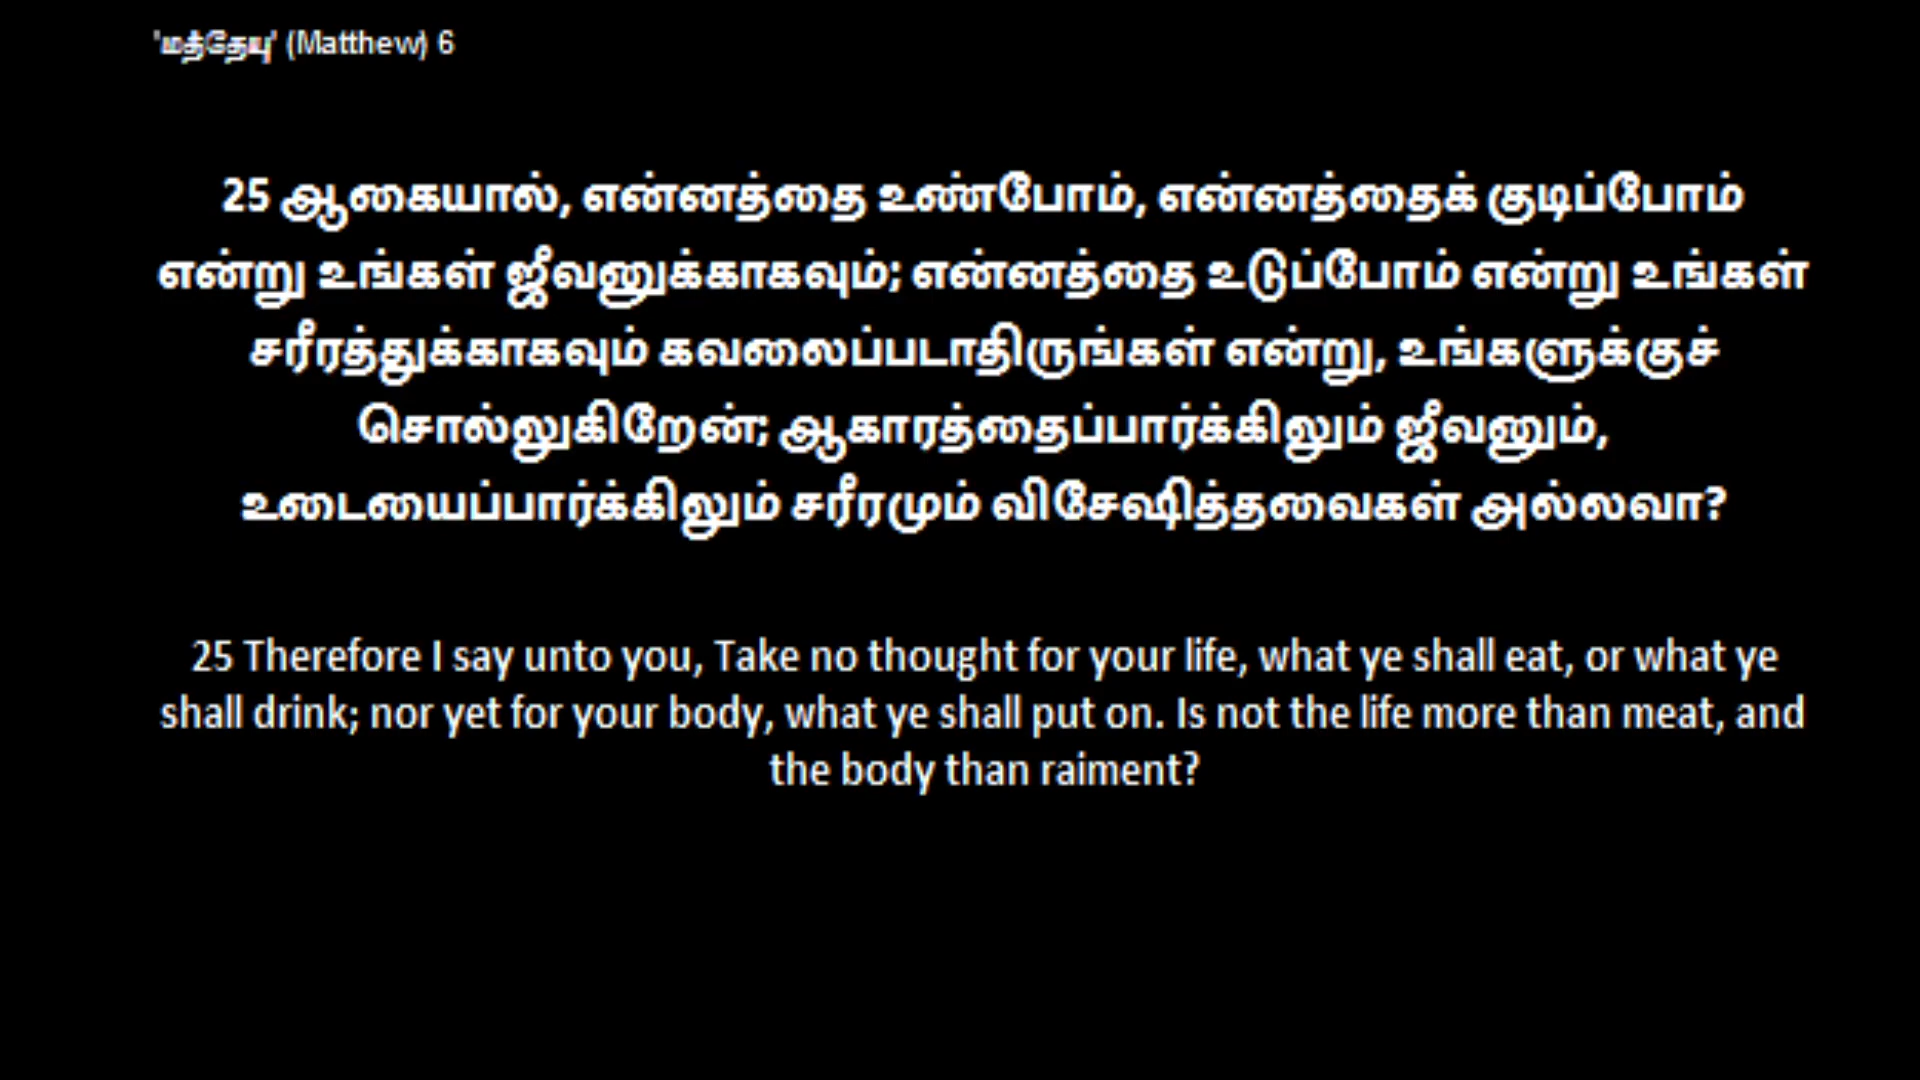 'மத்தேயு' (Matthew) 6
25 ஆகையால், என்னத்தை உண்போம், என்னத்தைக் குடிப்போம்
என்று உங்கள் ஜீவனுக்காகவும்; என்னத்தை உடுப்போம் என்று உங்கள்
சரீரத்துக்காகவும் கவலைப்படாதிருங்கள் என்று, உங்களுக்குச்
சொல்லுகிறேன்; ஆகாரத்தைப்பார்க்கிலும் ஜீவனும்,
உடையைப்பார்க்கிலும் சரீரமும் விசேஷித்தவைகள் அல்லவா?
25 Therefore I say unto you, Take no thought for your life, what ye shall eat, or what ye
shall drink; nor yet for your body, what ye shall put on. Is not the life more than meat, and
the body than raiment?